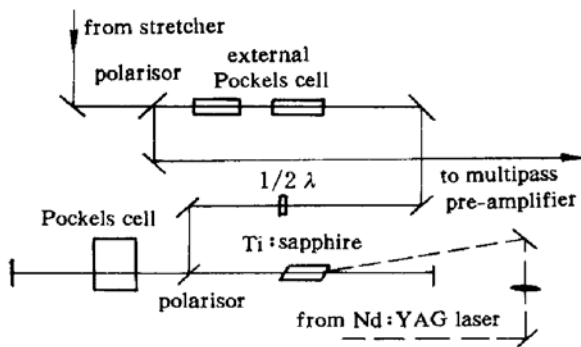 from stretcher
polarisor
external
Pockels cell
to multipass
pre-amplifier
1/2 λ
Pockels cell
Ti:sapphire
polarisor
from Nd:YAG laser